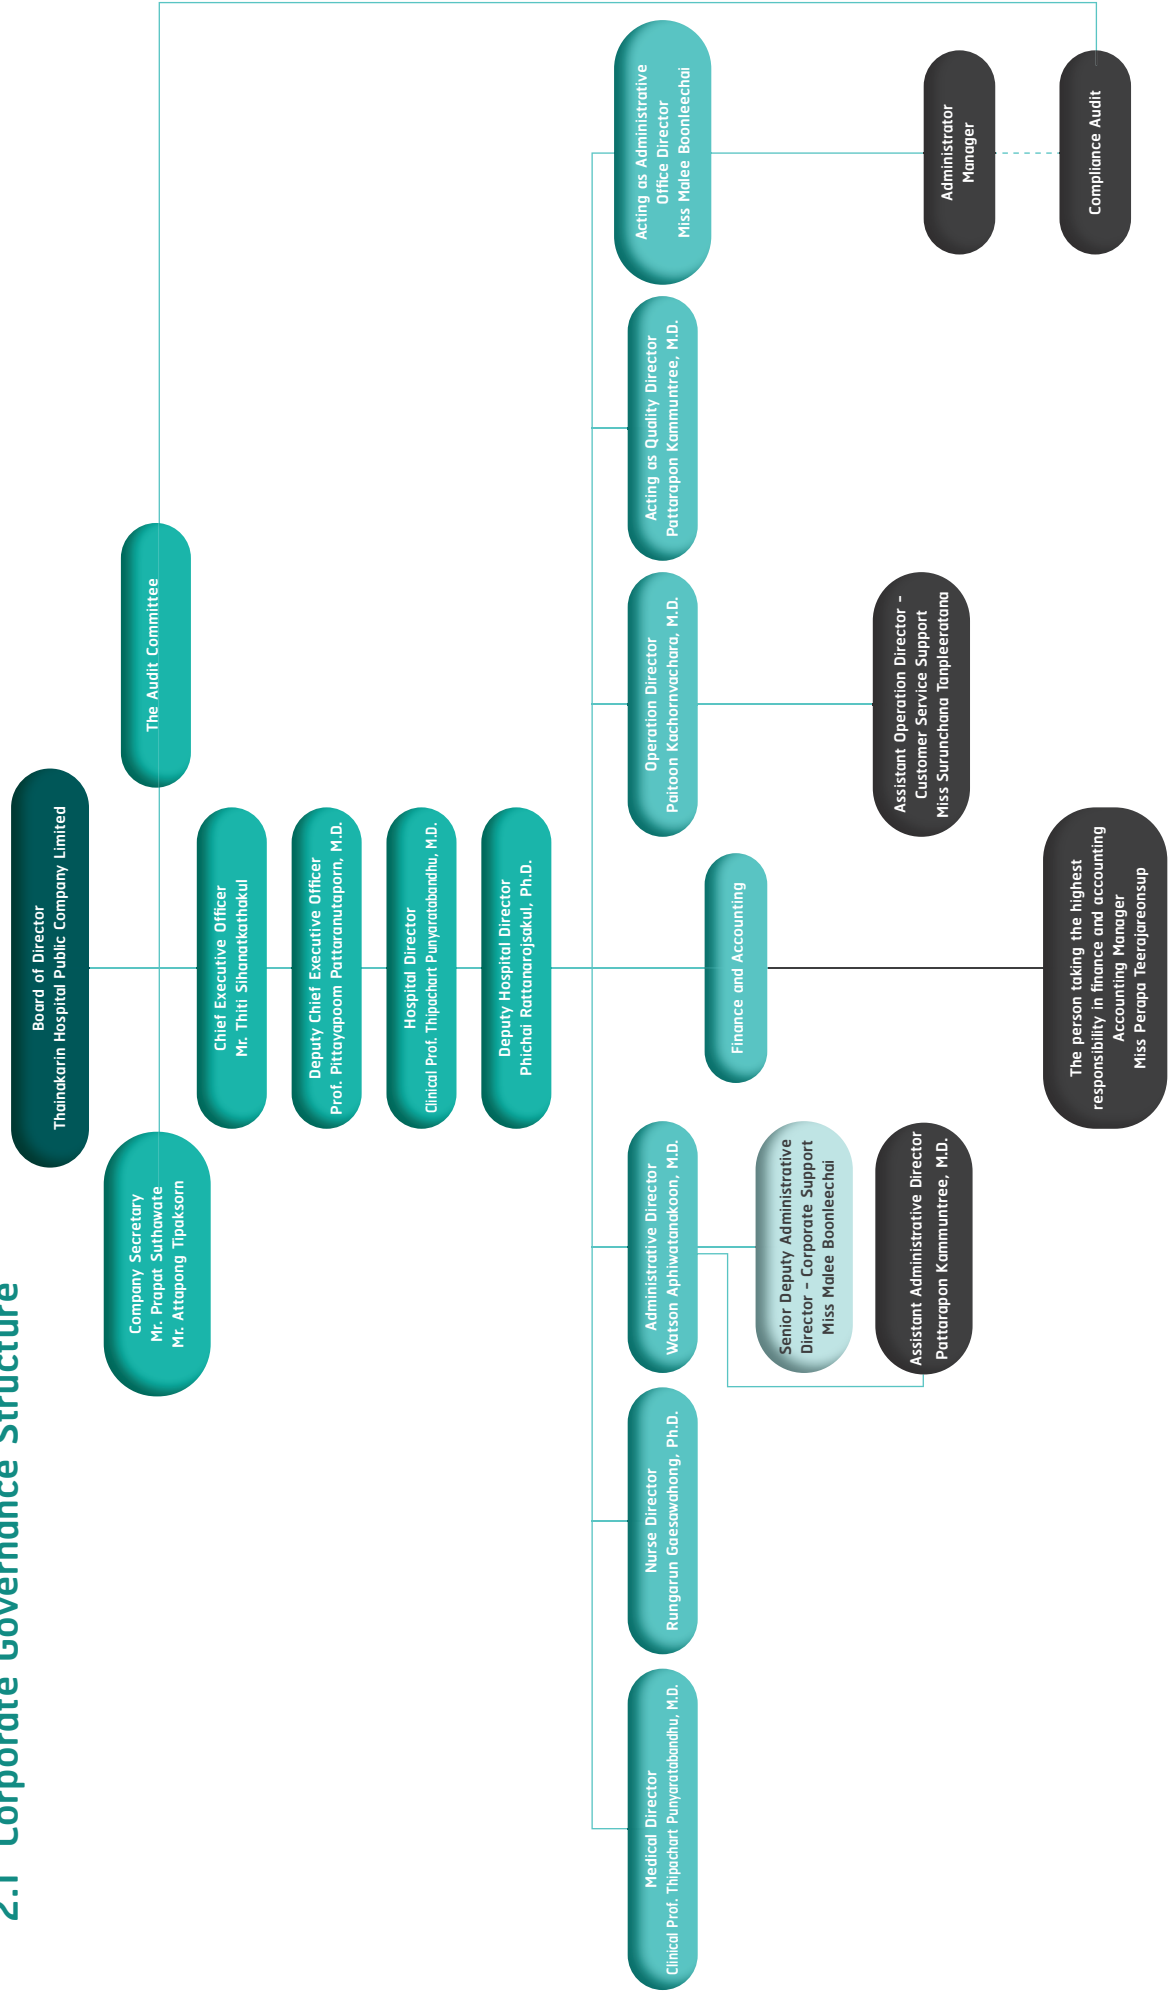 2.1 Corporate Governance Structure
Board of Director
Thainakarin Hospital Public Company Limited
Company Secretary
Mr. Prapat Suthawate
Mr. Attapong Tipaksorn
The Audit Committee
Chief Executive Officer
Mr. Thiti Sihanatkathakul
Deputy Chief Executive Officer
Prof. Pittayapoom Pattaranutaporn, M.D.
Hospital Director
Clinical Prof. Thipachart Punyaratabandhu, M.D.
Deputy Hospital Director
Phichai Rattanarojsakul, Ph.D.
Medical Director
Clinical Prof. Thipachart Punyaratabandhu, M.D.
Nurse Director
Rungarun Gaesawahong, Ph.D.
Administrative Director
Watson Aphiwatanakoon, M.D.
Finance and Accounting
Operation Director
Paitoon Kachornvachara, M.D.
Acting as Quality Director
Pattarapon Kammuntree, M.D.
Acting as Administrative
Office Director
Miss Malee Boonleechai
Senior Deputy Administrative
Director - Corporate Support
Miss Malee Boonleechai
Assistant Administrative Director
Pattarapon Kammuntree, M.D.
Assistant Operation Director -
Customer Service Support
Miss Surunchana Tanpleeratana
Administrator
Manager
The person taking the highest
responsibility in finance and accounting
Accounting Manager
Miss Perapa Teerajareonsup
Compliance Audit